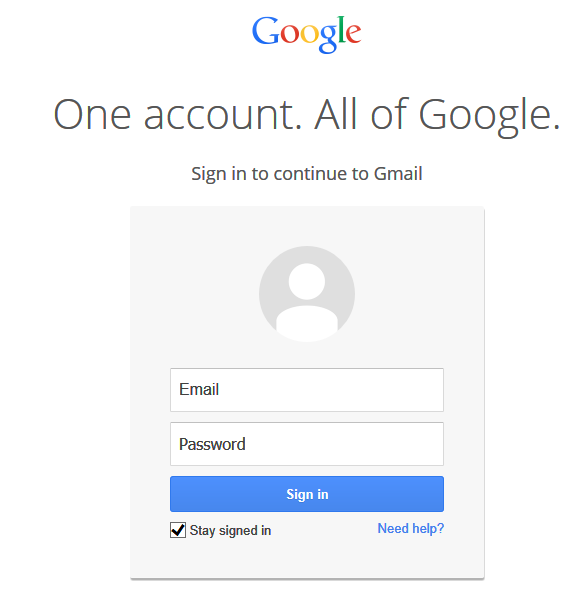 Google
One account. All of Google.
Sign in to continue to Gmail
Email
Password
Sign in
Stay signed in
Need help?